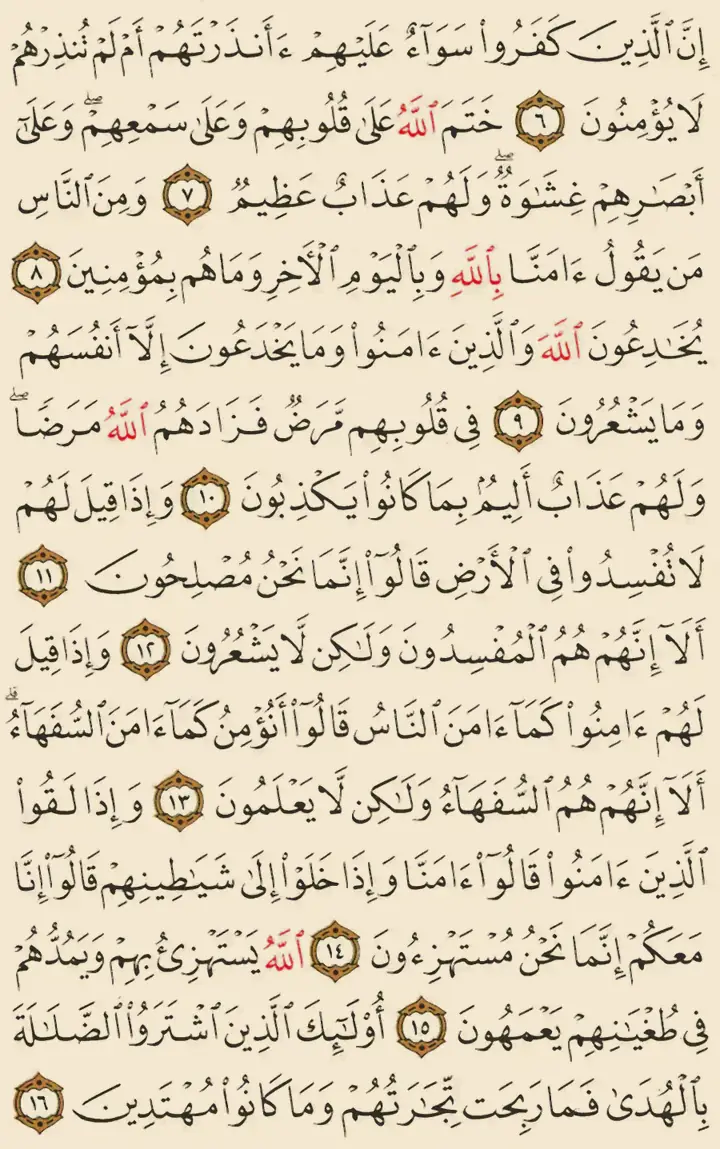 إِنَّ ٱلَّذِينَ كَفَرُوا۟ سَوَآءٌ عَلَيْهِمْ ءَأَنذَرْتَهُمْ أَمْ لَمْ تُنذِرْهُمْ
لَا يُؤْمِنُونَ ٦ خَتَمَ ٱللَّهُ عَلَىٰ قُلُوبِهِمْ وَعَلَىٰ سَمْعِهِمْ ۖ وَعَلَىٰٓ
أَبْصَٰرِهِمْ غِشَٰوَةٌ ۖ وَلَهُمْ عَذَابٌ عَظِيمٌ ٧ وَمِنَ ٱلنَّاسِ
مَن يَقُولُ ءَامَنَّا بِٱللَّهِ وَبِٱلْيَوْمِ ٱلْأَخِرِ وَمَا هُم بِمُؤْمِنِينَ ٨
يُخَٰدِعُونَ ٱللَّهَ وَٱلَّذِينَ ءَامَنُوا۟ وَمَا يَخْدَعُونَ إِلَّآ أَنفُسَهُمْ
وَمَا يَشْعُرُونَ ٩ فِى قُلُوبِهِم مَّرَضٌ فَزَادَهُمُ ٱللَّهُ مَرَضًا ۖ
وَلَهُمْ عَذَابٌ أَلِيمٌۢ بِمَا كَانُوا۟ يَكْذِبُونَ ١٠ وَإِذَا قِيلَ لَهُمْ
لَا تُفْسِدُوا۟ فِى ٱلْأَرْضِ قَالُوٓا۟ إِنَّمَا نَحْنُ مُصْلِحُونَ ١١
أَلَآ إِنَّهُمْ هُمُ ٱلْمُفْسِدُونَ وَلَٰكِن لَّا يَشْعُرُونَ ١٢ وَإِذَا قِيلَ
لَهُمْ ءَامِنُوا۟ كَمَآ ءَامَنَ ٱلنَّاسُ قَالُوٓا۟ أَنُؤْمِنُ كَمَآ ءَامَنَ ٱلسُّفَهَآءُ ۗ
أَلَآ إِنَّهُمْ هُمُ ٱلسُّفَهَآءُ وَلَٰكِن لَّا يَعْلَمُونَ ١٣ وَإِذَا لَقُوا۟
ٱلَّذِينَ ءَامَنُوا۟ قَالُوٓا۟ ءَامَنَّا وَإِذَا خَلَوْا۟ إِلَىٰ شَيَٰطِينِهِمْ قَالُوٓا۟ إِنَّا
مَعَكُمْ إِنَّمَا نَحْنُ مُسْتَهْزِءُونَ ١٤ ٱللَّهُ يَسْتَهْزِئُ بِهِمْ وَيَمُدُّهُمْ
فِى طُغْيَٰنِهِمْ يَعْمَهُونَ ١٥ أُو۟لَٰٓئِكَ ٱلَّذِينَ ٱشْتَرَوُا۟ ٱلضَّلَٰلَةَ
بِٱلْهُدَىٰ فَمَا رَبِحَت تِّجَٰرَتُهُمْ وَمَا كَانُوا۟ مُهْتَدِينَ ١٦